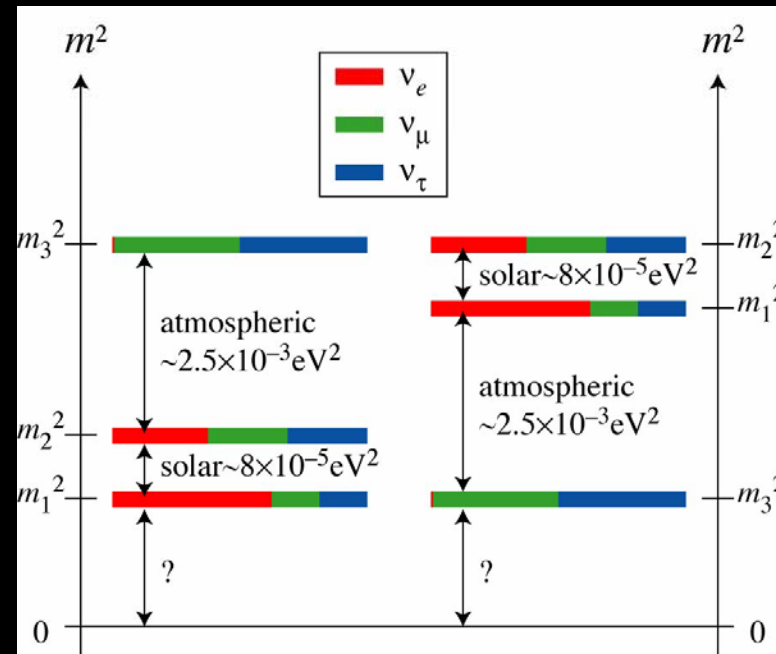 m²
m²
νe
νμ
ντ
m₃²
m₂²
solar~8×10⁻⁵eV²
m₁²
atmospheric
~2.5×10⁻³eV²
atmospheric
~2.5×10⁻³eV²
m₂²
solar~8×10⁻⁵eV²
m₁²
m₃²
?
?
0
0